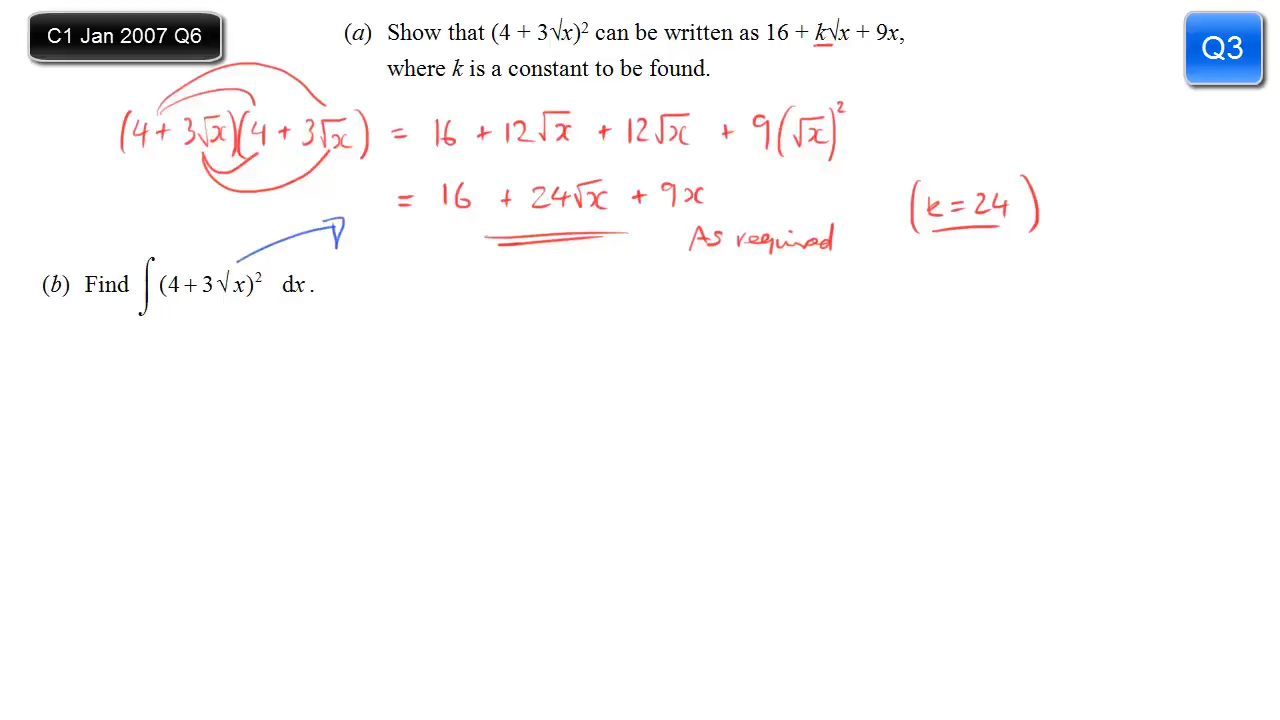 C1 Jan 2007 Q6
(a) Show that (4 + 3√x)² can be written as 16 + k√x + 9x,
where k is a constant to be found.
Q3
(4 + 3√x)(4 + 3√x) = 16 + 12√x + 12√x + 9(√x)²
= 16 + 24√x + 9x
(k = 24)
As required
(b) Find ∫(4 + 3√x)² dx.